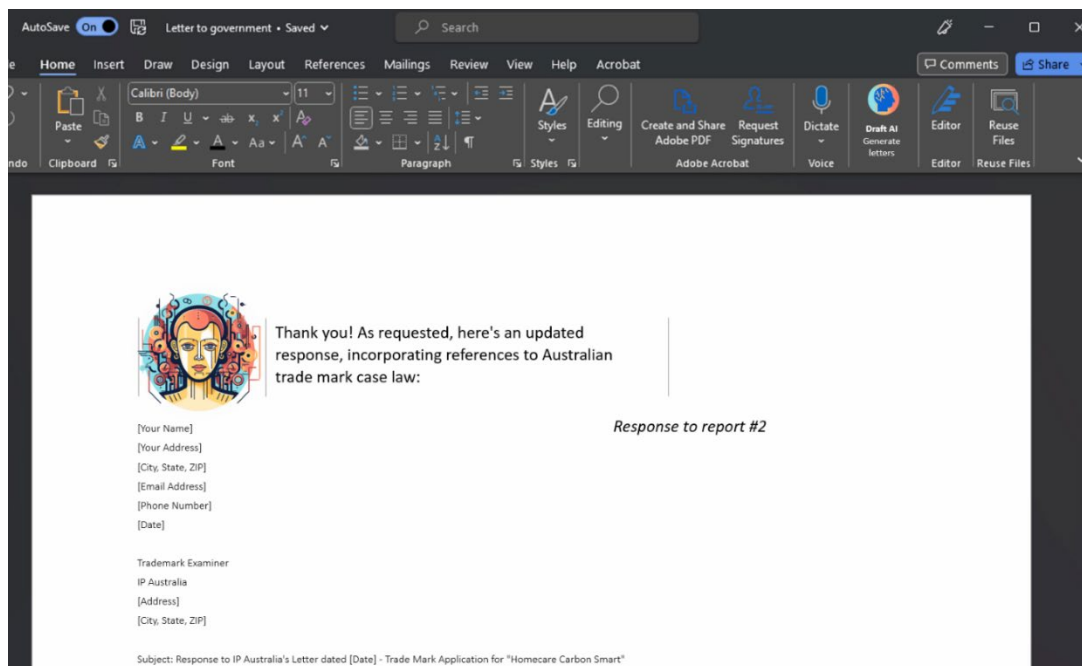 AutoSave On Letter to government • Saved Search
Home Insert Draw Design Layout References Mailings Review View Help Acrobat Comments Share
Calibri (Body) 11
Paste Styles Editing Create and Share Adobe PDF Request Signatures Dictate Draft AI Generate letters Editor Reuse Files
Clipboard Font Paragraph Styles Adobe Acrobat Voice Editor Reuse Files
Thank you! As requested, here's an updated
response, incorporating references to Australian
trade mark case law:
Response to report #2
[Your Name]
[Your Address]
[City, State, ZIP]
[Email Address]
[Phone Number]
[Date]
Trademark Examiner
IP Australia
[Address]
[City, State, ZIP]
Subject: Response to IP Australia's Letter dated [Date] - Trade Mark Application for "Homecare Carbon Smart"